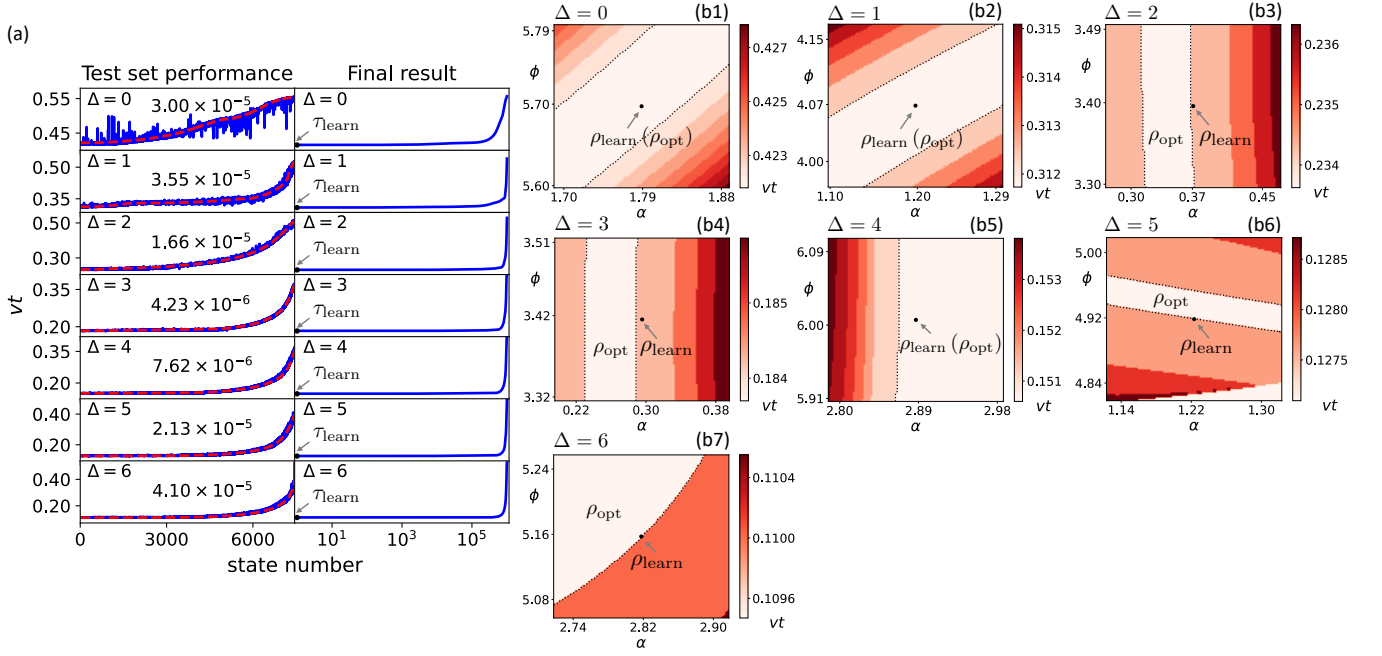 (a)
Test set performance
Final result
Δ = 0
3.00 × 10⁻⁵
Δ = 0
τlearn
0.55
0.45
Δ = 1
3.55 × 10⁻⁵
Δ = 1
τlearn
0.50
0.35
Δ = 2
1.66 × 10⁻⁵
Δ = 2
τlearn
0.50
0.30
Δ = 3
4.23 × 10⁻⁶
Δ = 3
τlearn
0.35
0.20
Δ = 4
7.62 × 10⁻⁶
Δ = 4
τlearn
0.35
0.20
Δ = 5
2.13 × 10⁻⁵
Δ = 5
τlearn
0.40
0.20
Δ = 6
4.10 × 10⁻⁵
Δ = 6
τlearn
0.20
vt
0 3000 6000
10¹ 10³ 10⁵
state number
Δ = 0 (b1)
5.79
ϕ
5.70
5.60
ρlearn (ρopt)
1.70 1.79 1.88
α
0.427
0.425
0.423
vt
Δ = 1 (b2)
4.15
ϕ
4.07
4.00
ρlearn (ρopt)
1.10 1.20 1.29
α
0.315
0.314
0.313
0.312
vt
Δ = 2 (b3)
3.49
ϕ
3.40
3.30
ρopt ρlearn
0.30 0.37 0.45
α
0.236
0.235
0.234
vt
Δ = 3 (b4)
3.51
ϕ
3.42
3.32
ρopt ρlearn
0.22 0.30 0.38
α
0.185
0.184
vt
Δ = 4 (b5)
6.09
ϕ
6.00
5.91
ρlearn (ρopt)
2.80 2.89 2.98
α
0.153
0.152
0.151
vt
Δ = 5 (b6)
5.00
ϕ
4.92
4.84
ρopt
ρlearn
1.14 1.22 1.30
α
0.1285
0.1280
0.1275
vt
Δ = 6 (b7)
5.24
ϕ
5.16
5.08
ρopt
ρlearn
2.74 2.82 2.90
α
0.1104
0.1100
0.1096
vt